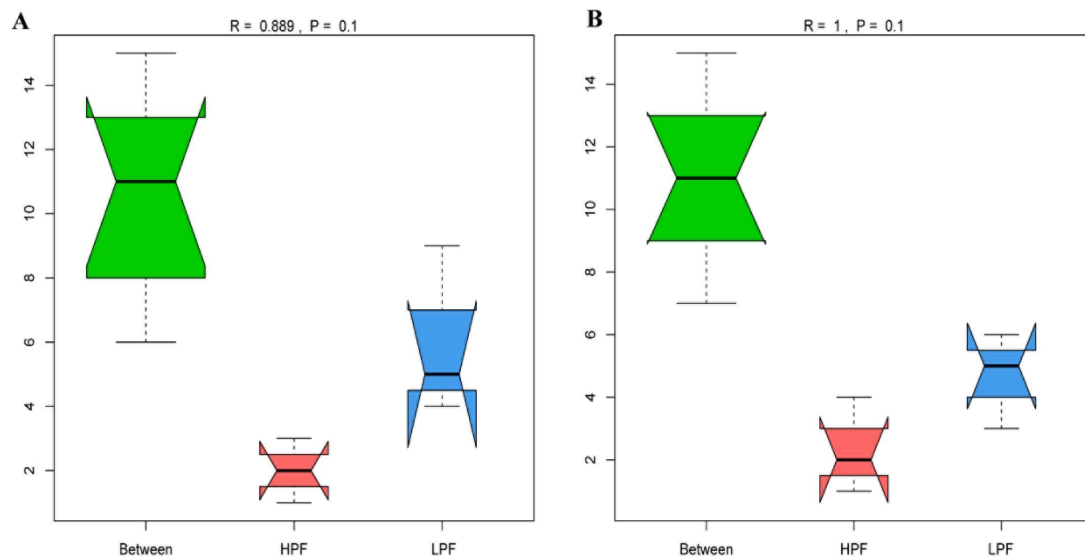 A
R = 0.889 , P = 0.1
14
12
10
8
6
4
2
Between HPF LPF
B
R = 1 , P = 0.1
14
12
10
8
6
4
2
Between HPF LPF